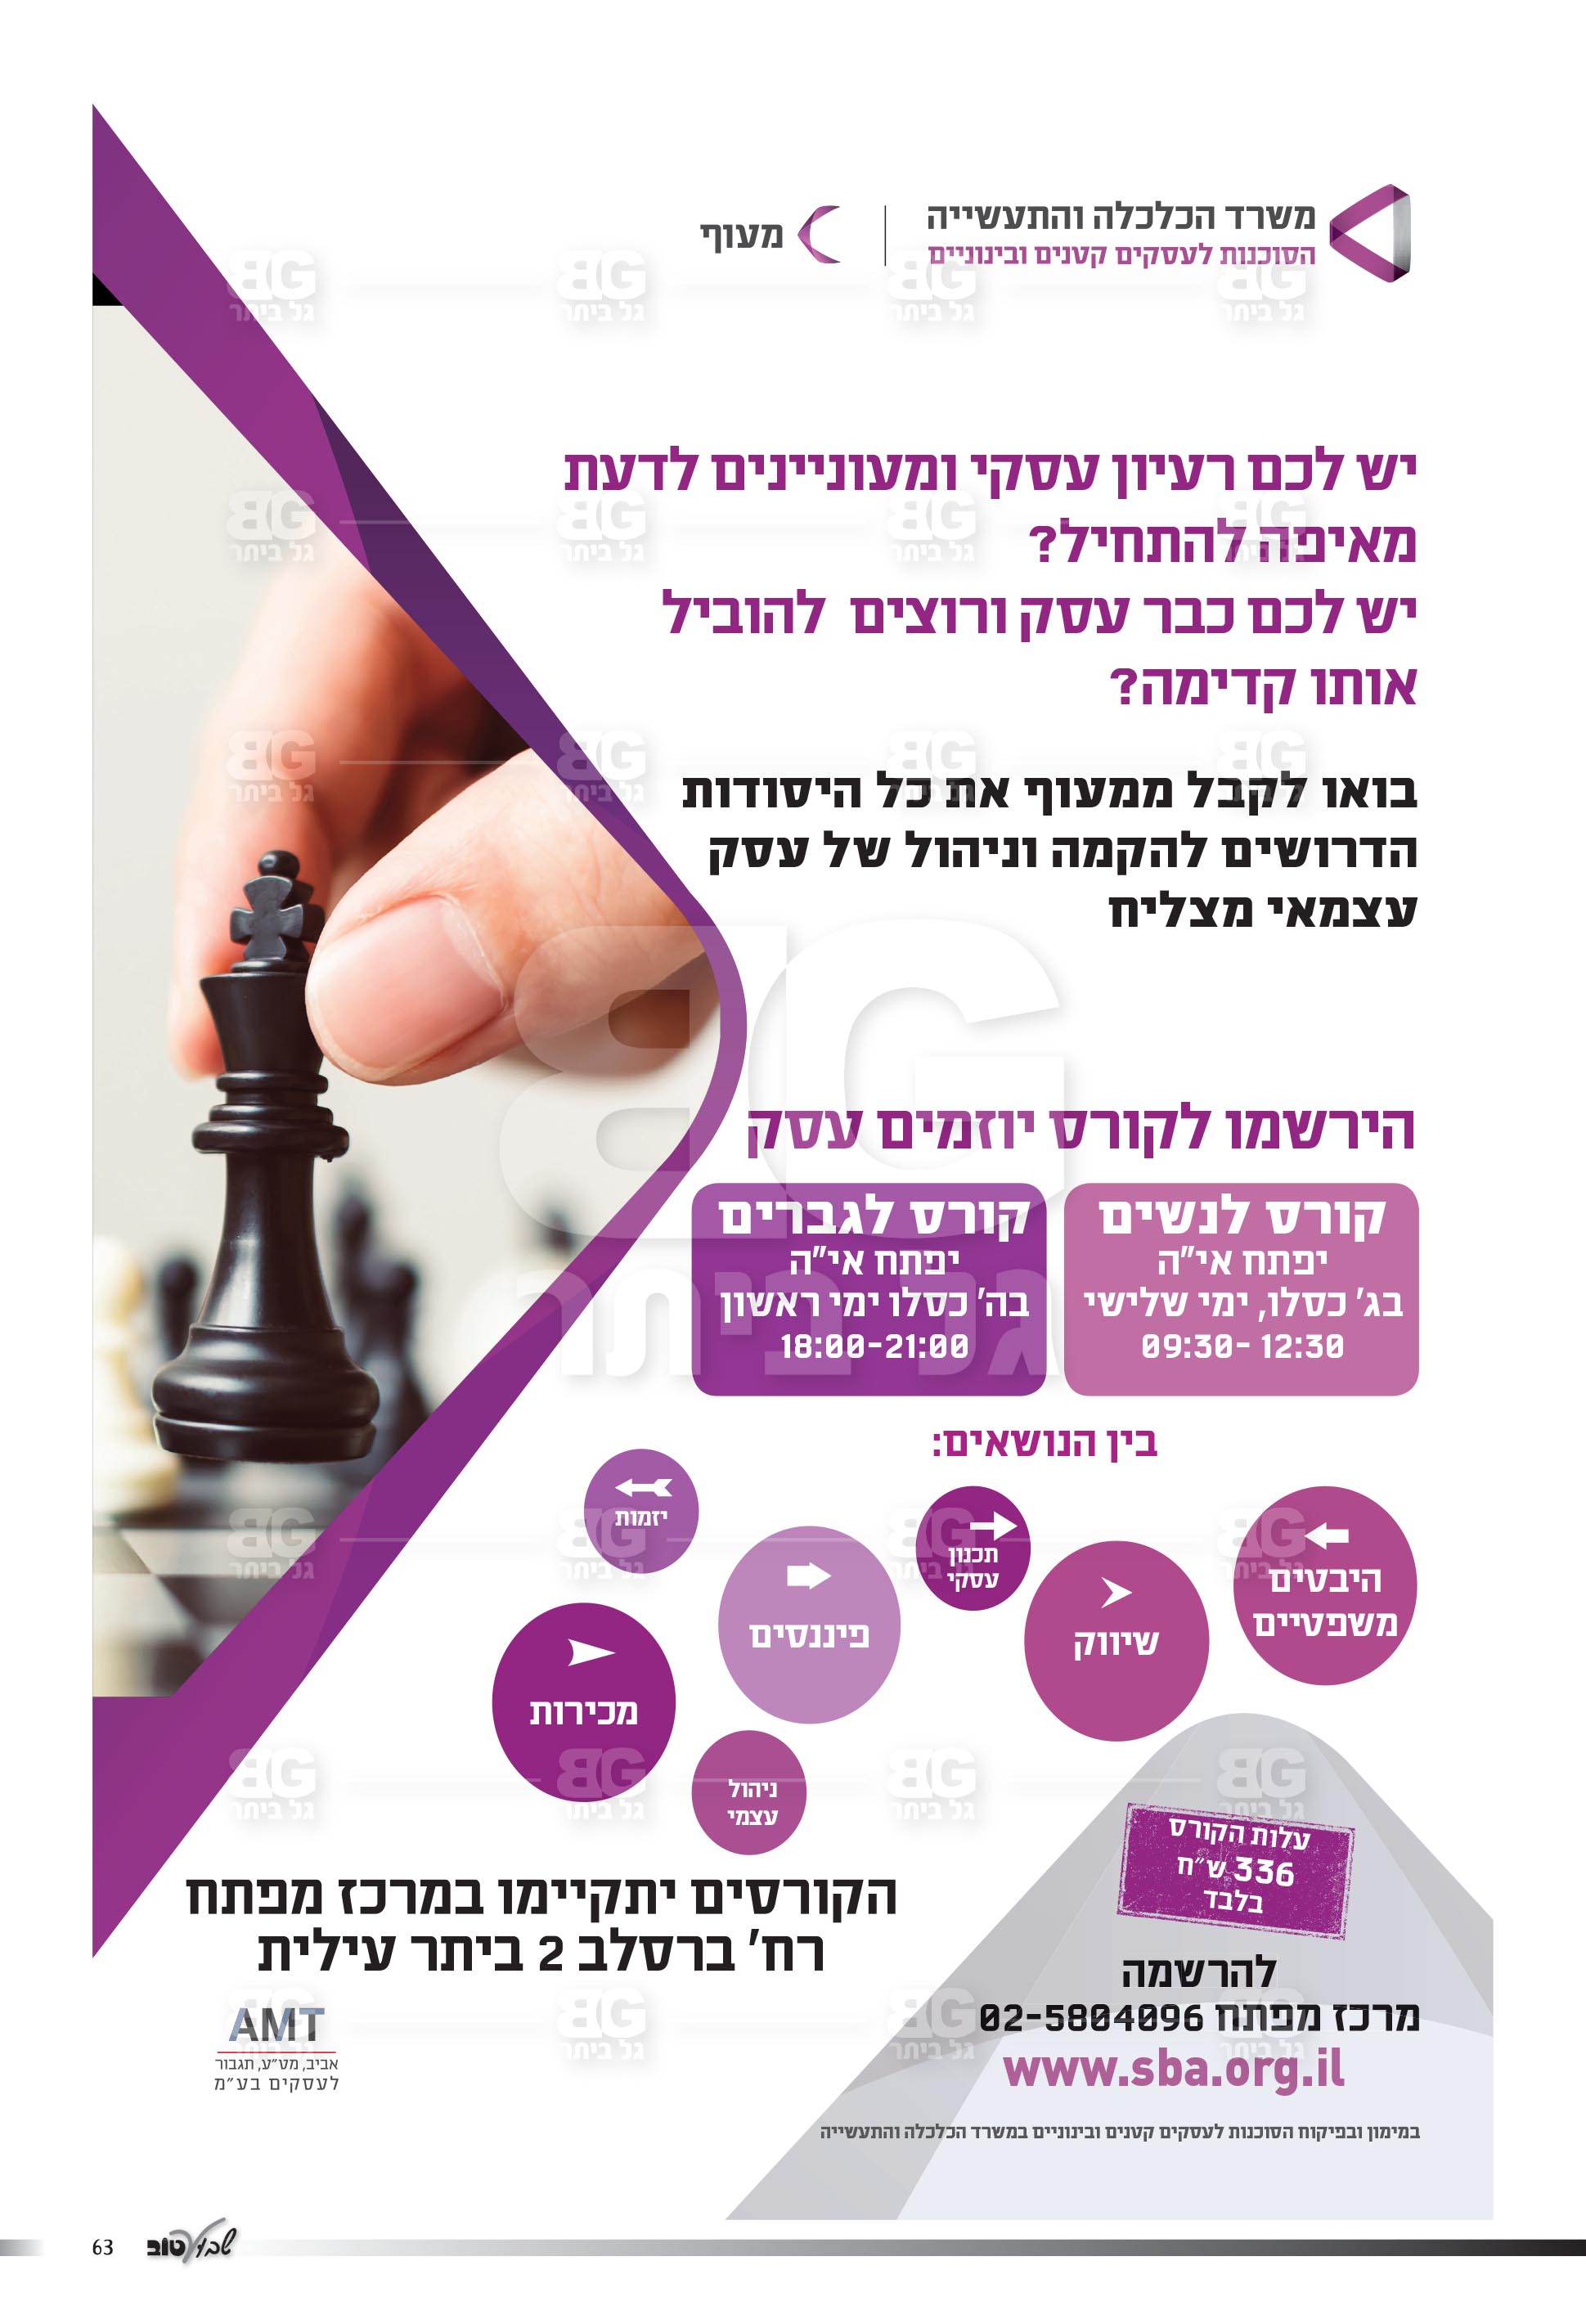 משרד הכלכלה והתעשייה
הסוכנות לעסקים קטנים ובינוניים
מעוף
יש לכם רעיון עסקי ומעוניינים לדעת
מאיפה להתחיל?
יש לכם כבר עסק ורוצים להוביל
אותו קדימה?
בואו לקבל ממעוף את כל היסודות
הדרושים להקמה וניהול של עסק
עצמאי מצליח
הירשמו לקורס יוזמים עסק
קורס לנשים
יפתח אי"ה
בג' כסלו, ימי שלישי
09:30- 12:30
קורס לגברים
יפתח אי"ה
בה' כסלו ימי ראשון
18:00-21:00
בין הנושאים:
היבטים
משפטיים
שיווק
תכנון
עסקי
פיננסים
יזמות
מכירות
ניהול
עצמי
עלות הקורס
336 ש"ח
בלבד
הקורסים יתקיימו במרכז מפתח
רח' ברסלב 2 ביתר עילית
להרשמה
מרכז מפתח 02-5804096
www.sba.org.il
במימון ובפיקוח הסוכנות לעסקים קטנים ובינוניים במשרד הכלכלה והתעשייה
AMT
אביב, מט"ע, תגבור
לעסקים בע"מ
63
שבוע טוב
BG
גל ביתר